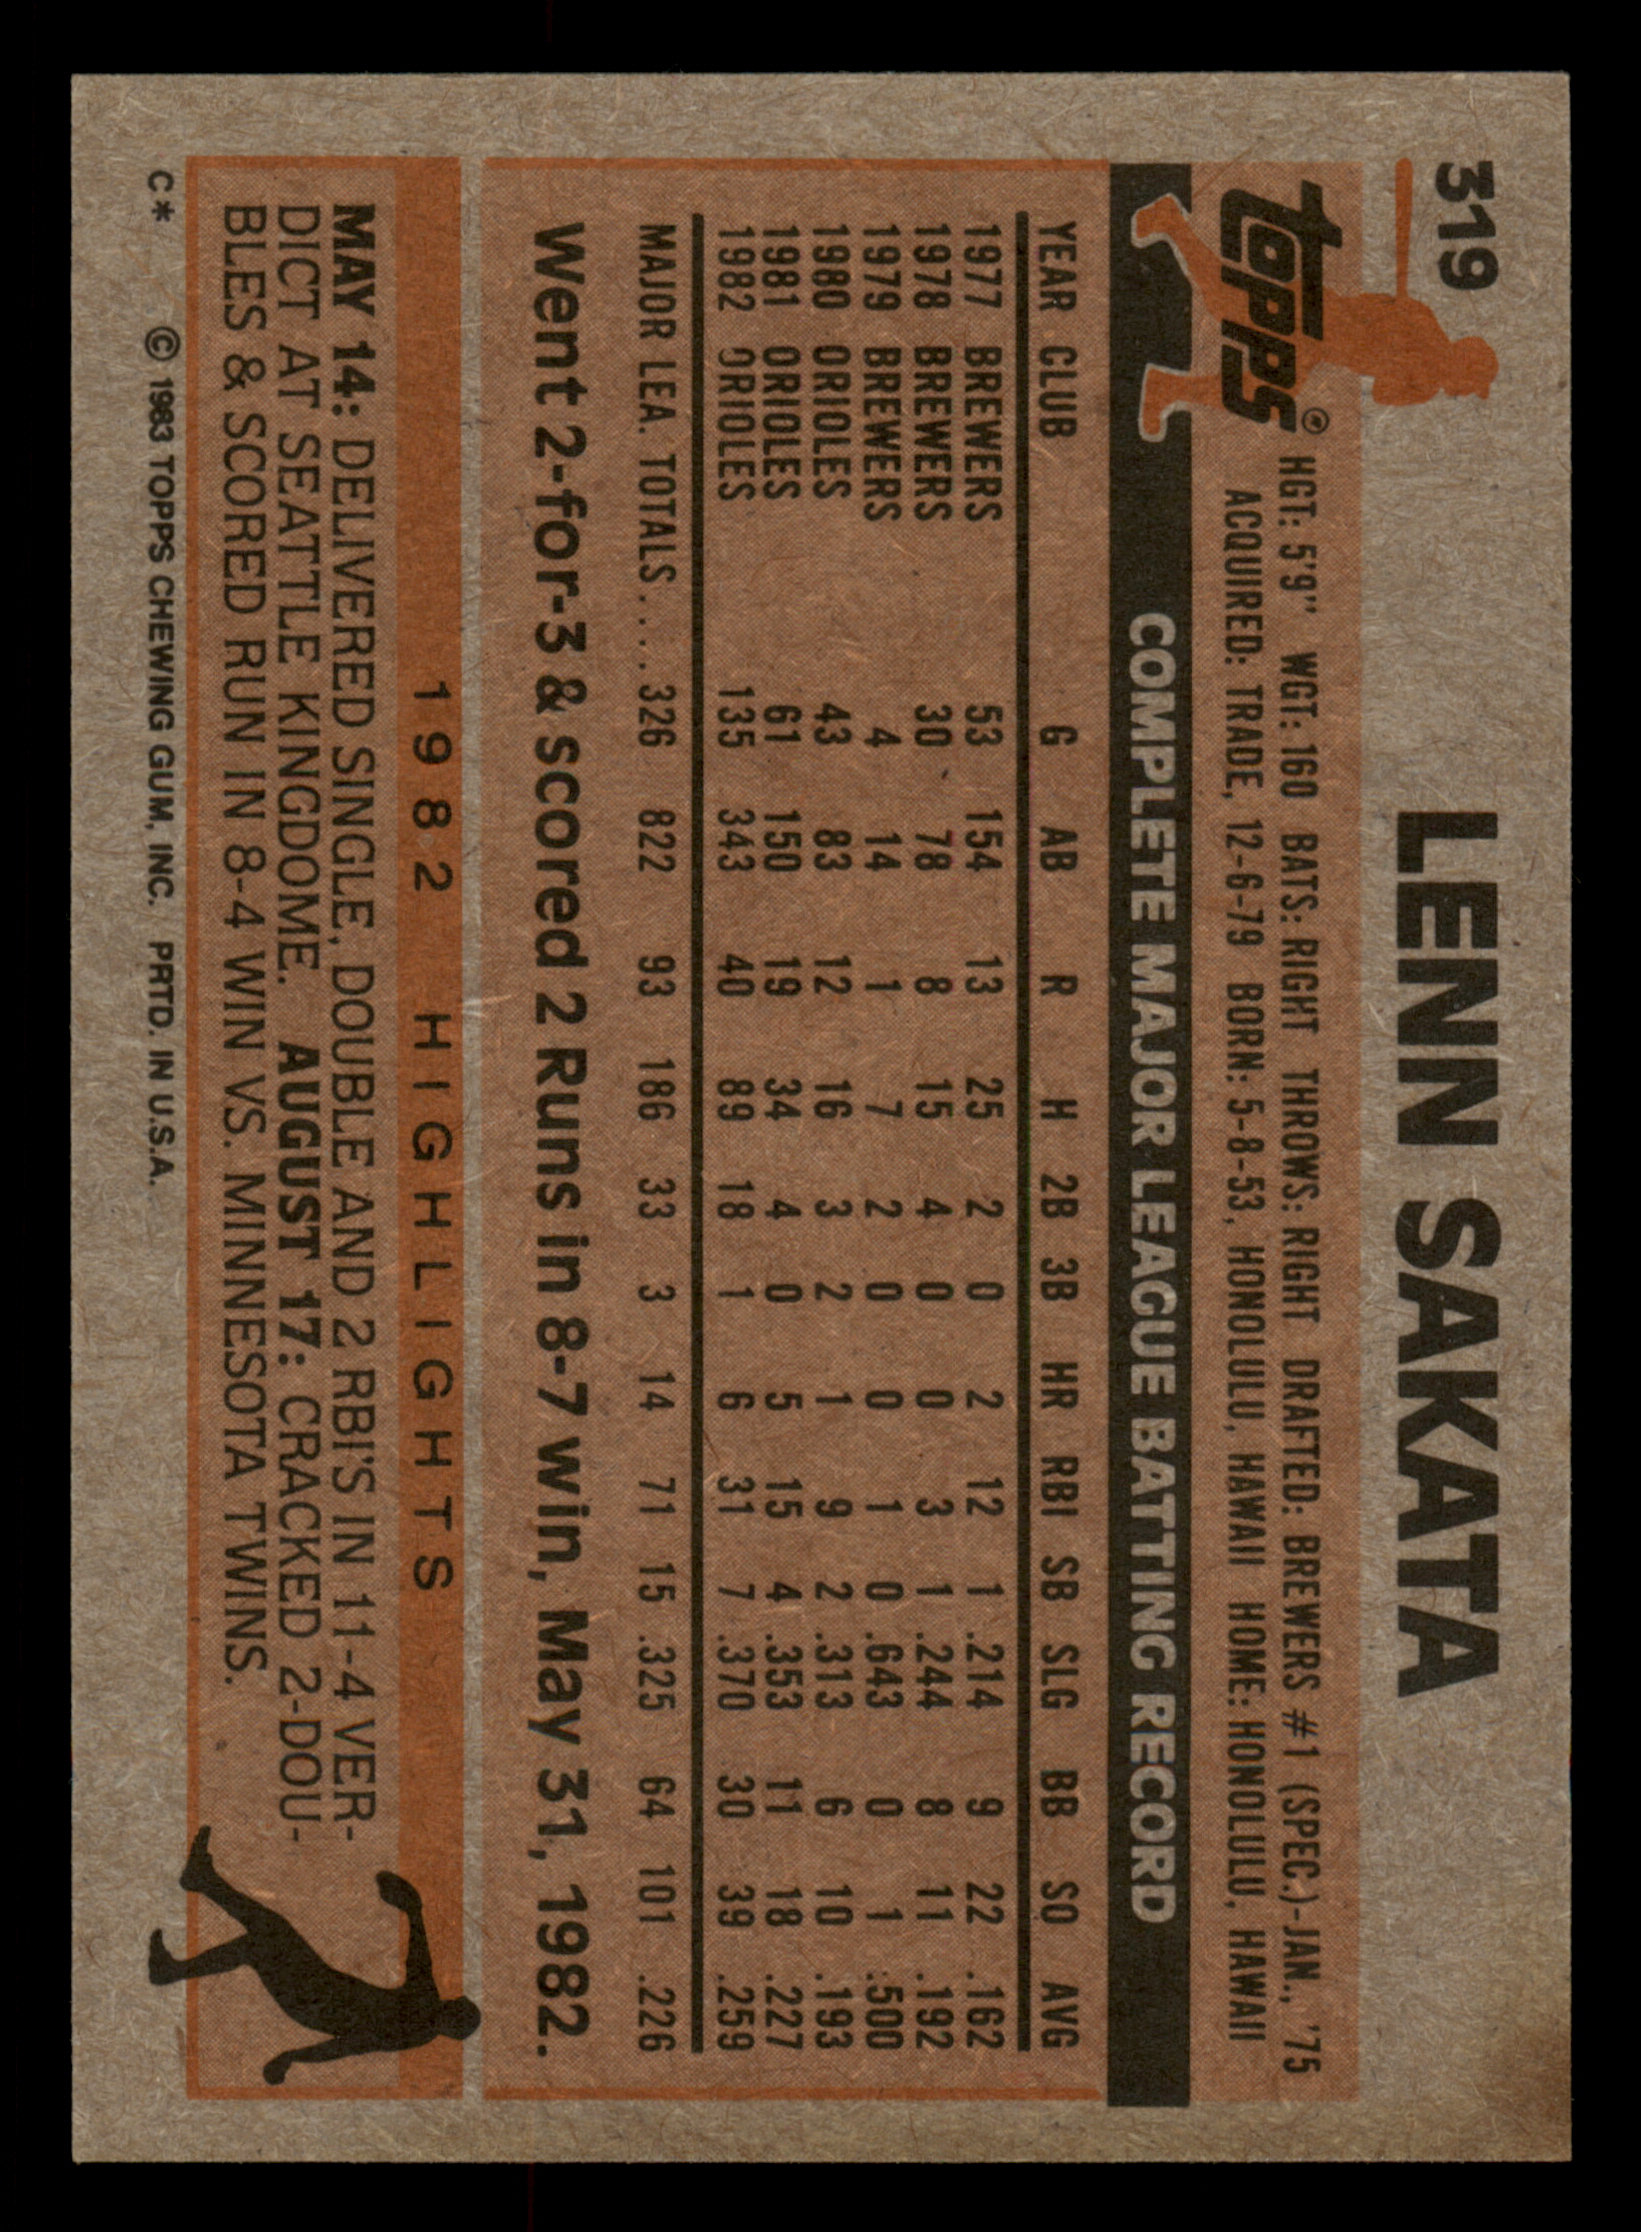 319
LENN SAKATA
Topps®
HGT: 5'9" WGT: 160 BATS: RIGHT THROWS: RIGHT DRAFTED: BREWERS #1 (SPEC.)-JAN., '75
ACQUIRED: TRADE, 12-6-79 BORN: 5-8-53, HONOLULU, HAWAII HOME: HONOLULU, HAWAII
COMPLETE MAJOR LEAGUE BATTING RECORD
YEAR CLUB G AB R H 2B 3B HR RBI SB SLG BB SO AVG
1977 BREWERS 53 154 13 25 2 0 2 12 1 .214 9 22 .162
1978 BREWERS 30 78 8 15 4 0 0 3 1 .244 8 11 .192
1979 BREWERS 4 14 1 7 2 0 0 1 0 .643 0 1 .500
1980 ORIOLES 43 83 12 16 3 2 1 9 2 .313 6 10 .193
1981 ORIOLES 61 150 19 34 4 0 5 15 4 .353 11 18 .227
1982 ORIOLES 135 343 40 89 18 1 6 31 7 .370 30 39 .259
MAJOR LEA. TOTALS..... 326 822 93 186 33 3 14 71 15 .325 64 101 .226
Went 2-for-3 & scored 2 Runs in 8-7 win, May 31, 1982.
1982 HIGHLIGHTS
MAY 14: DELIVERED SINGLE, DOUBLE AND 2 RBI'S IN 11-4 VER-
DICT AT SEATTLE KINGDOME. AUGUST 17: CRACKED 2-DOU-
BLES & SCORED RUN IN 8-4 WIN VS. MINNESOTA TWINS.
C* © 1983 TOPPS CHEWING GUM, INC. PRTD. IN U.S.A.